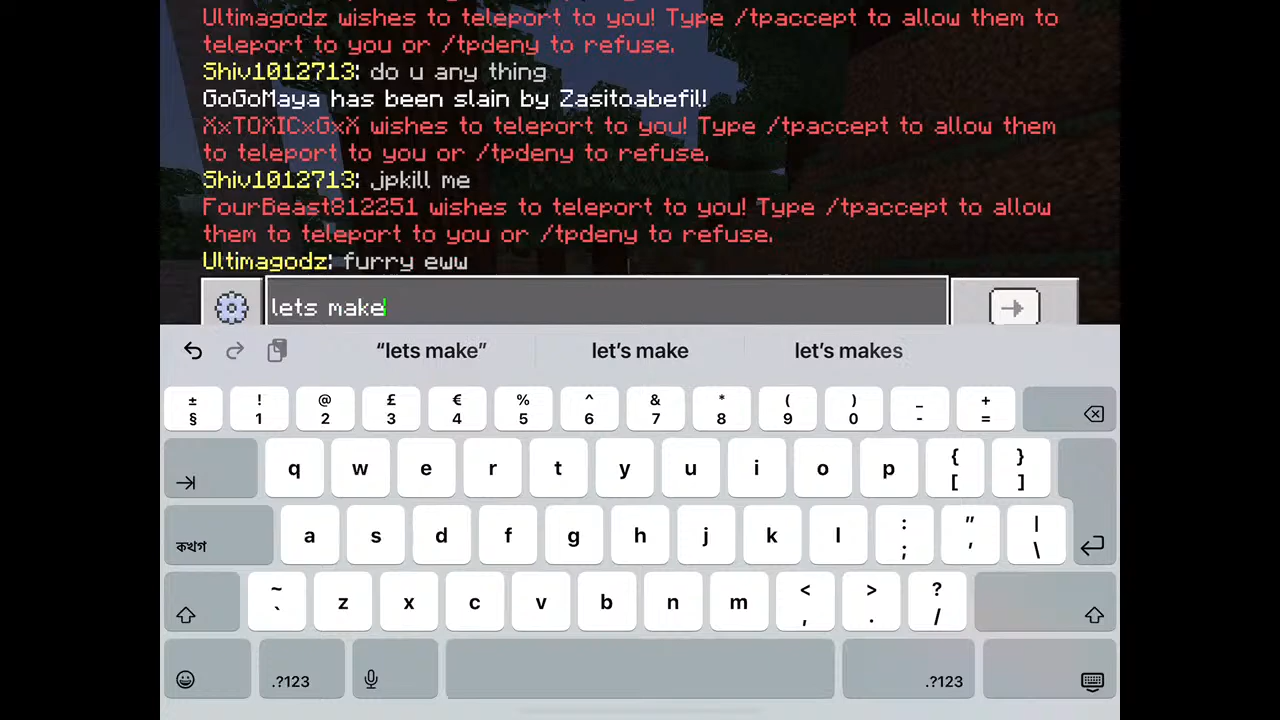 Ultimagodz wishes to teleport to you! Type /tpaccept to allow them to
teleport to you or /tpdeny to refuse.
Shiv1012713: do u any thing
GoGoMaya has been slain by Zasitoabefil!
XxTOXICxGxX wishes to teleport to you! Type /tpaccept to allow them
to teleport to you or /tpdeny to refuse.
Shiv1012713: .jpkill me
FourBeast812251 wishes to teleport to you! Type /tpaccept to allow
them to teleport to you or /tpdeny to refuse.
Ultimagodz: furry eww
lets make
“lets make” let’s make let’s makes
± ! @ £ € % ^ & * ( ) _ +
§ 1 2 3 4 5 6 7 8 9 0 - =
q w e r t y u i o p { [ } ]
কখগ a s d f g h j k l : ; " ' | \
~ ` z x c v b n m < , > . ? /
.?123 .?123